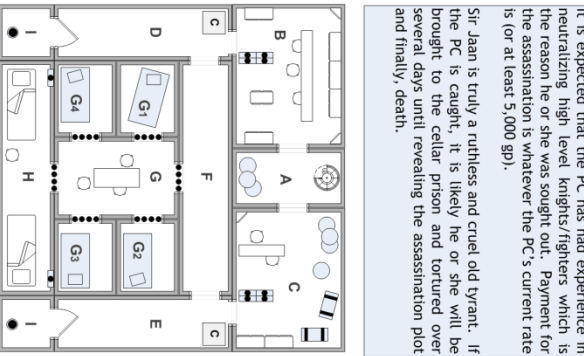 It is expected that the PC has had experience in
neutralizing high level knights/fighters which is
the reason he or she was sought out. Payment for
the assassination is whatever the PC's current rate
is (or at least 5,000 gp).
Sir Jaan is truly a ruthless and cruel old tyrant. If
the PC is caught, it is likely he or she will be
brought to the cellar prison and tortured over
several days until revealing the assassination plot
and finally, death.
B
A
C
C
F
C
D
G1
G
G2
E
G4
G3
I
H
I